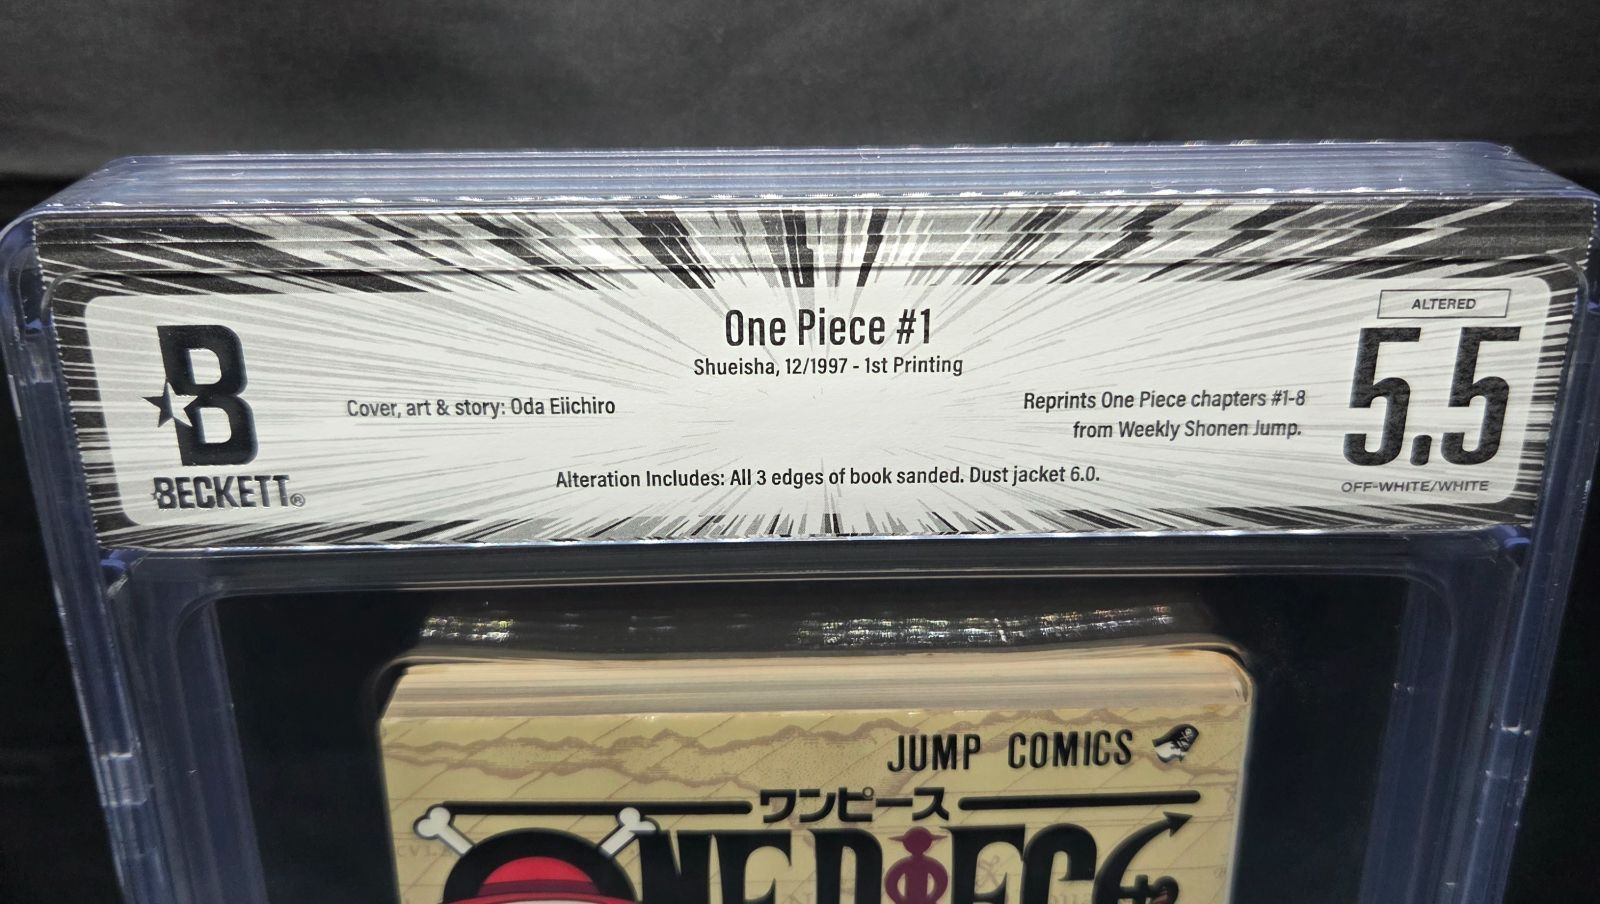 One Piece #1
Shueisha, 12/1997 - 1st Printing
Cover, art & story: Oda Eiichiro
Reprints One Piece chapters #1-8
from Weekly Shonen Jump.
Alteration Includes: All 3 edges of book sanded. Dust jacket 6.0.
B
BECKETT®
ALTERED
5.5
OFF-WHITE/WHITE
JUMP COMICS
ワンピース
ONE PIECE